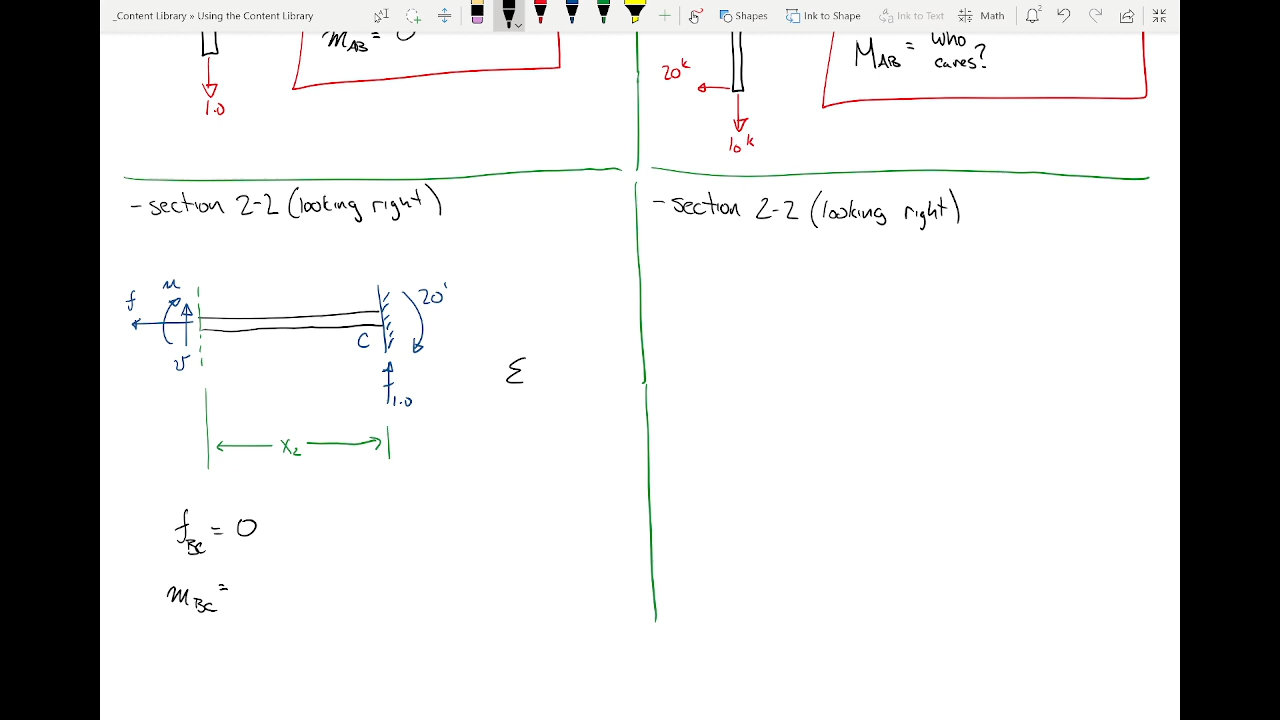 _Content Library » Using the Content Library
Shapes
Ink to Shape
Ink to Text
Math
2
m_AB = 0
1.0
M_AB = who cares?
20^k
10^k
- section 2-2 (looking right)
- section 2-2 (looking right)
f
m
v
C
20'
1.0
Σ
x_2
f_BC = 0
m_BC =